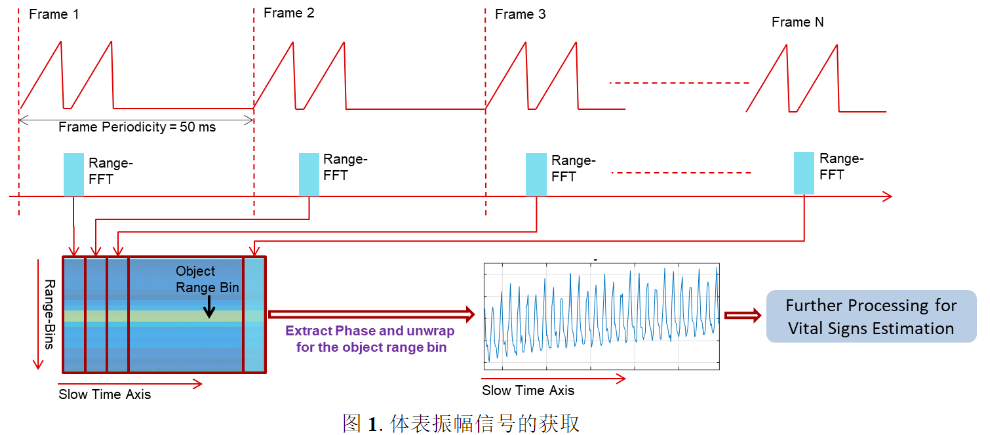 Frame 1
Frame 2
Frame 3
Frame N
Frame Periodicity = 50 ms
Range-
FFT
Range-
FFT
Range-
FFT
Range-
FFT
Range-Bins
Object
Range Bin
Slow Time Axis
Extract Phase and unwrap
for the object range bin
Slow Time Axis
Further Processing for
Vital Signs Estimation
图 1. 体表振幅信号的获取